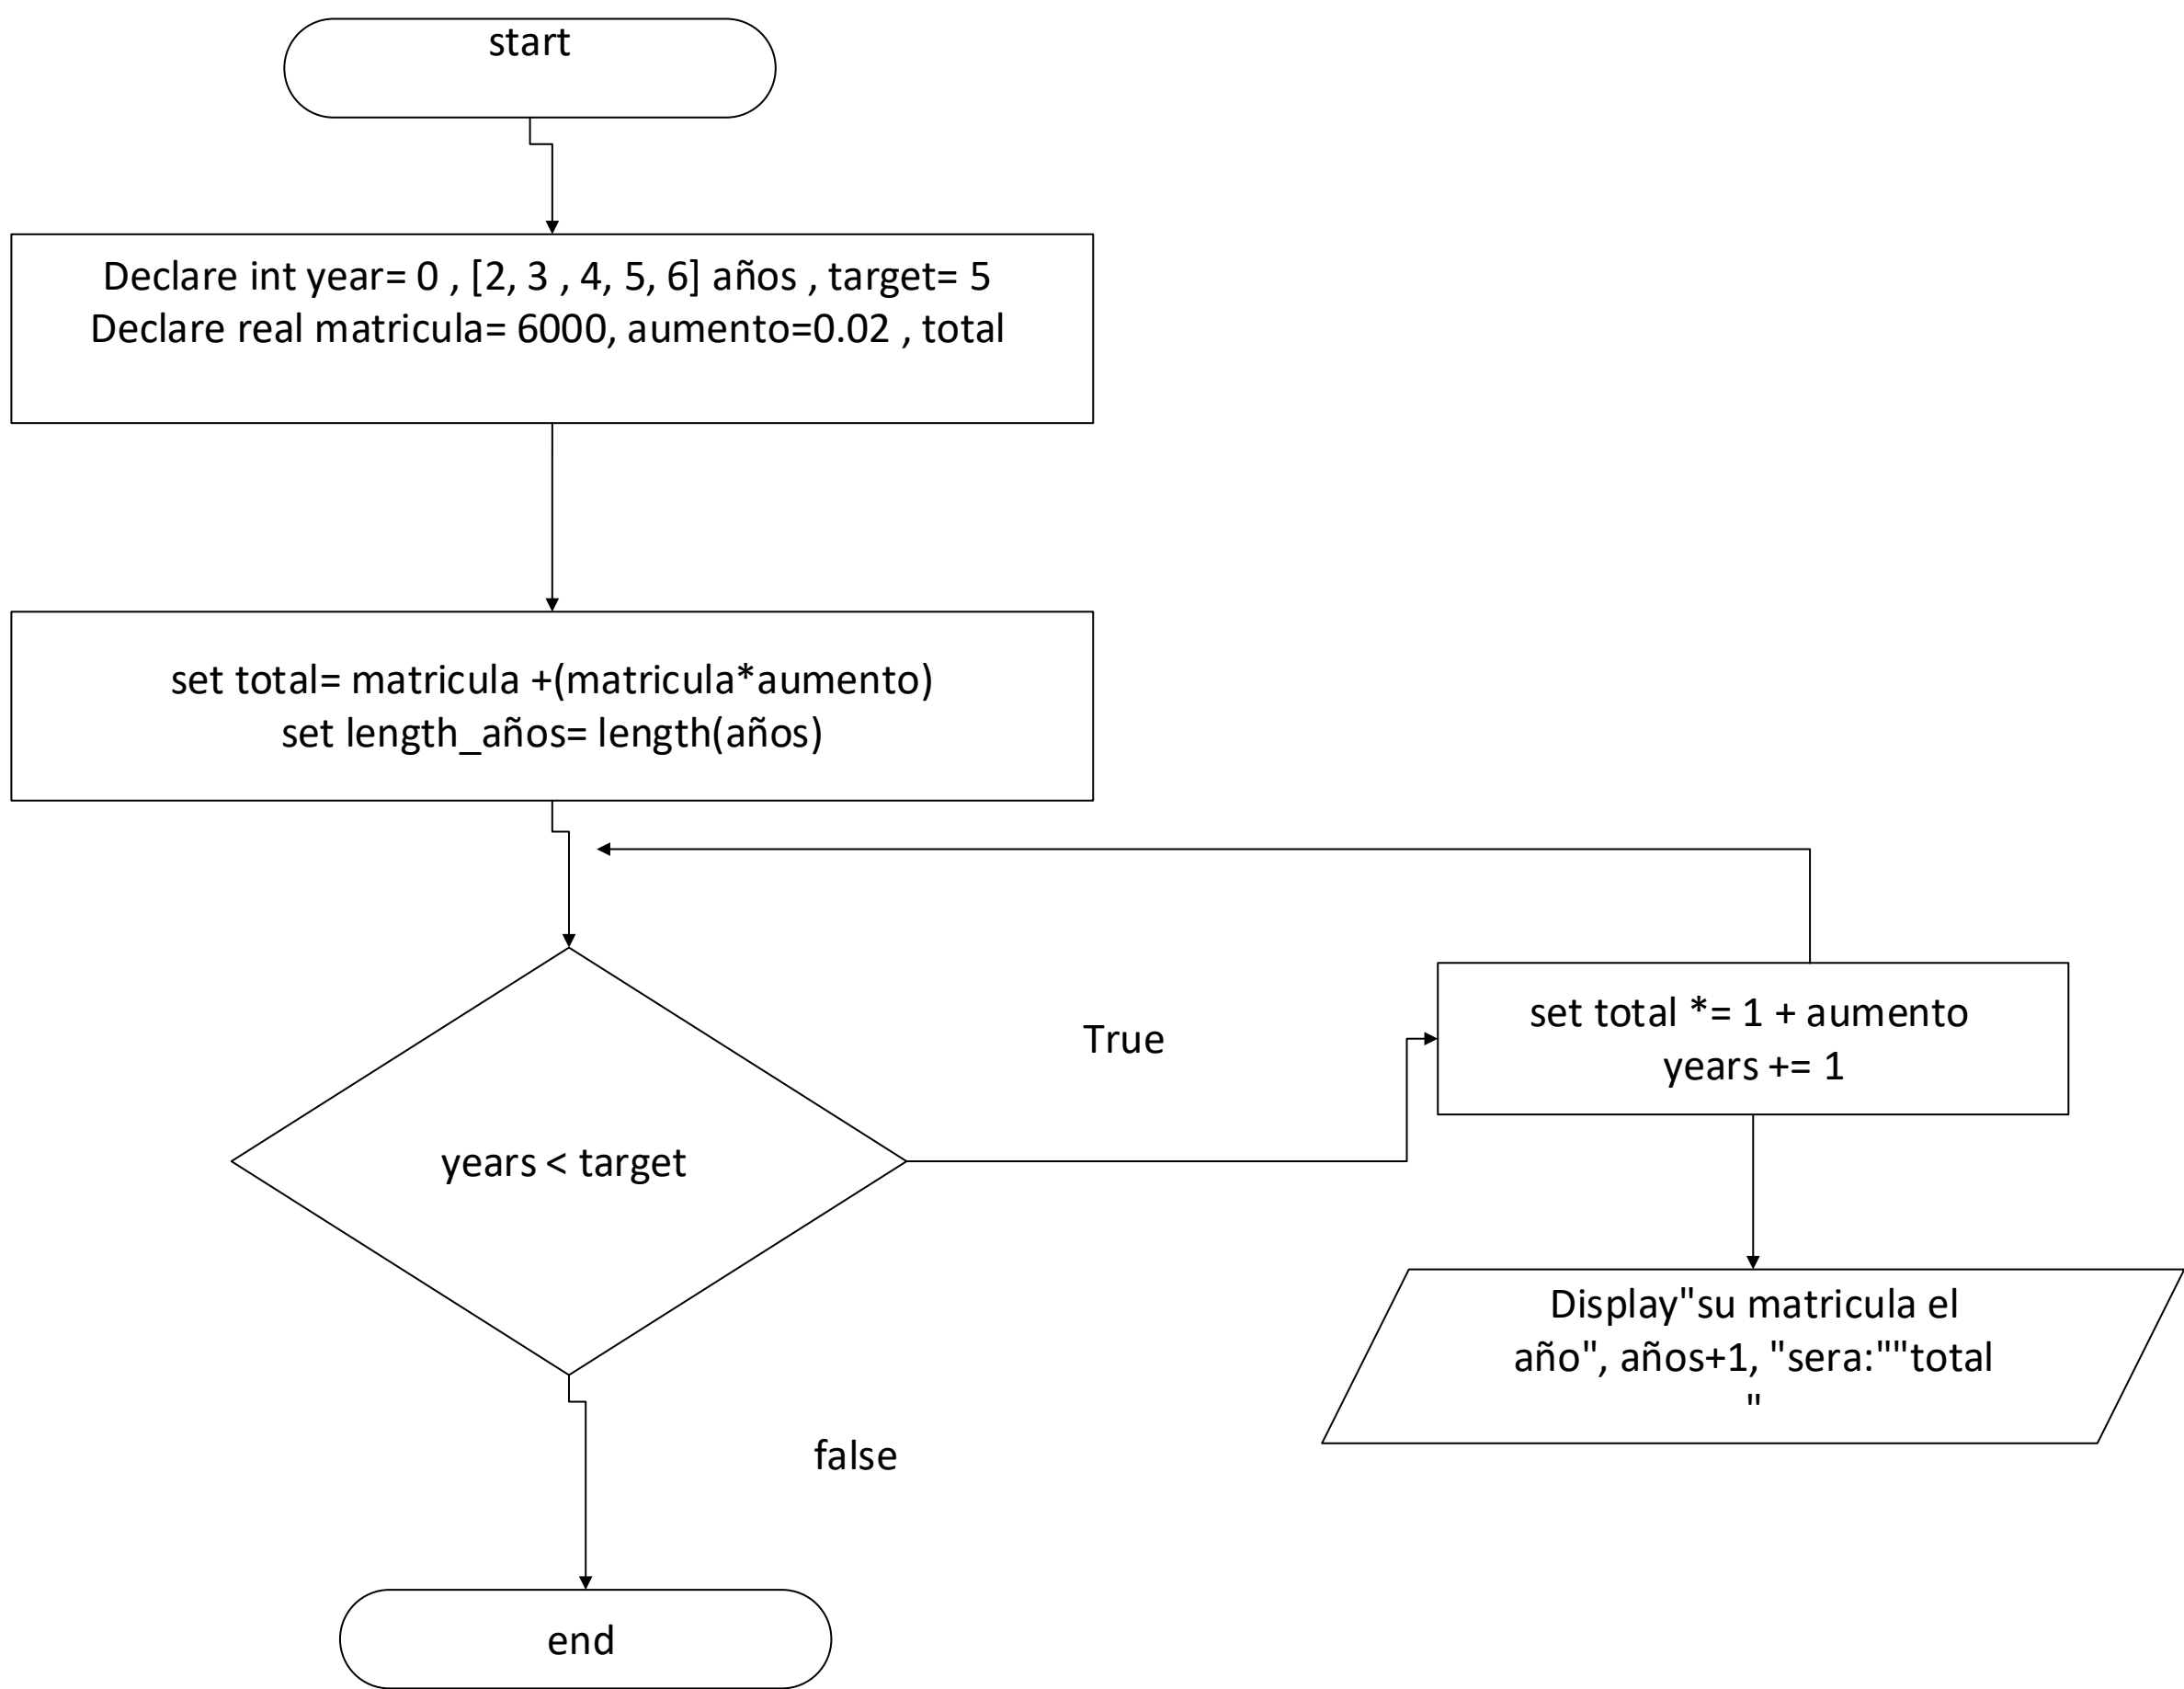 start
Declare int year= 0 , [2, 3 , 4, 5, 6] años , target= 5
Declare real matricula= 6000, aumento=0.02 , total
set total= matricula +(matricula*aumento)
set length_años= length(años)
years < target
True
set total *= 1 + aumento
years += 1
Display"su matricula el
año", años+1, "sera:""total
"
false
end